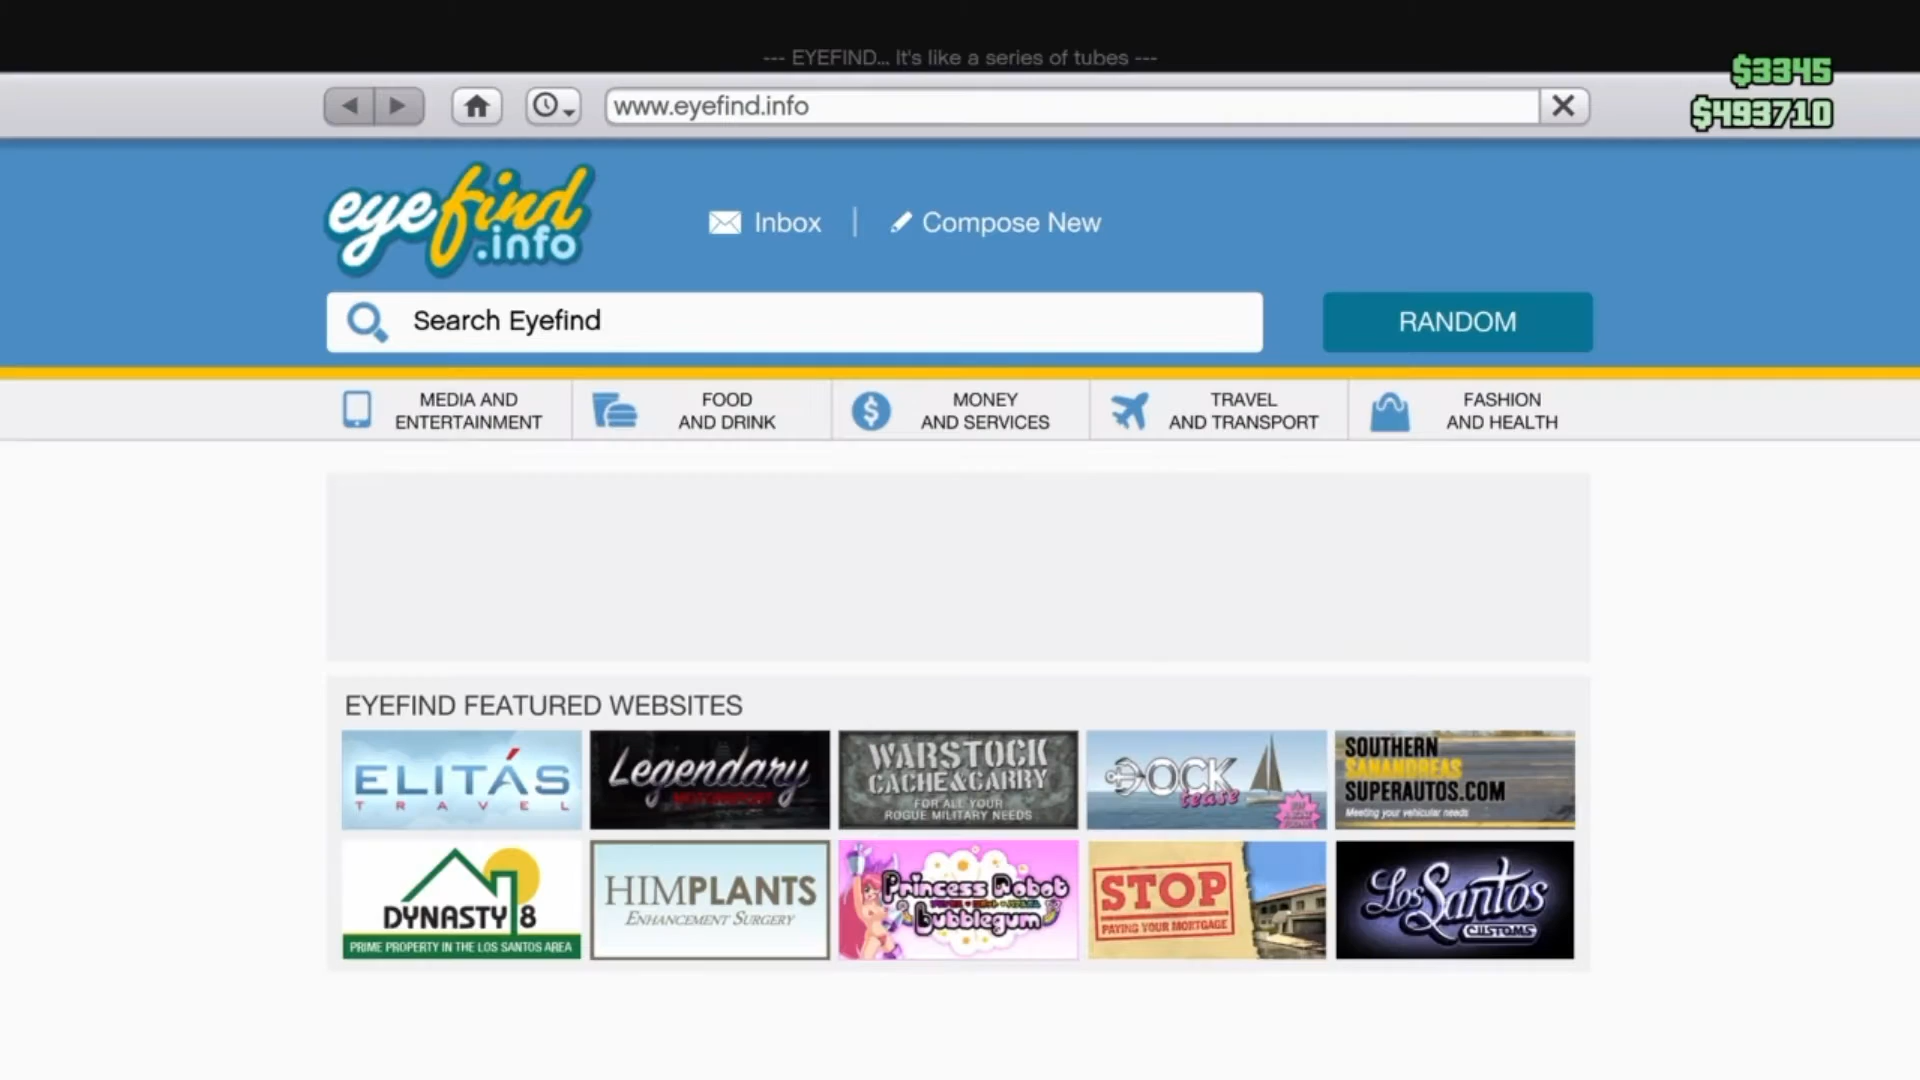 --- EYEFIND... It's like a series of tubes ---
$3345
www.eyefind.info
$493710
eyefind
.info
Inbox
Compose New
Search Eyefind
RANDOM
MEDIA AND
ENTERTAINMENT
FOOD
AND DRINK
MONEY
AND SERVICES
TRAVEL
AND TRANSPORT
FASHION
AND HEALTH
EYEFIND FEATURED WEBSITES
ELITÁS
TRAVEL
Legendary
MOTORSPORT
WARSTOCK
CACHE&CARRY
FOR ALL YOUR
ROGUE MILITARY NEEDS
DOCK
tease
SOUTHERN
SANANDREAS
SUPERAUTOS.COM
Meeting your vehicular needs
DYNASTY 8
PRIME PROPERTY IN THE LOS SANTOS AREA
HIMPLANTS
ENHANCEMENT SURGERY
Princess Robot
Bubblegum
STOP
PAYING YOUR MORTGAGE
Los Santos
CUSTOMS